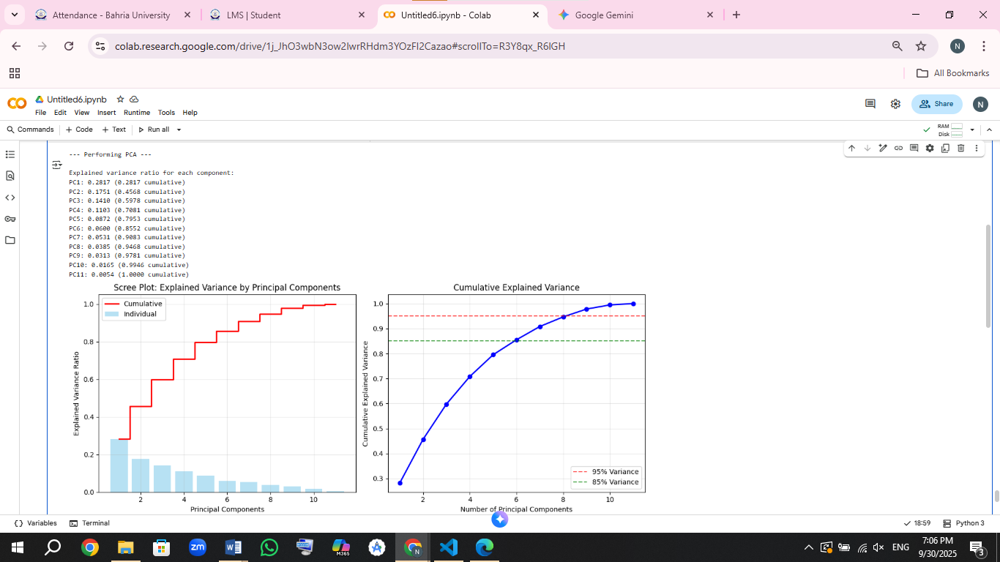 Attendance - Bahria University
LMS | Student
Untitled6.ipynb - Colab
Google Gemini
colab.research.google.com/drive/1j_JhO3wbN3ow2IwrRHdm3YOzFI2Cazao#scrollTo=R3Y8qx_R6lGH
N
All Bookmarks
Untitled6.ipynb
Share
N
File Edit View Insert Runtime Tools Help
Commands + Code + Text Run all
RAM
Disk
--- Performing PCA ---
Explained variance ratio for each component:
PC1: 0.2817 (0.2817 cumulative)
PC2: 0.1751 (0.4568 cumulative)
PC3: 0.1410 (0.5978 cumulative)
PC4: 0.1103 (0.7081 cumulative)
PC5: 0.0872 (0.7953 cumulative)
PC6: 0.0600 (0.8552 cumulative)
PC7: 0.0531 (0.9083 cumulative)
PC8: 0.0385 (0.9468 cumulative)
PC9: 0.0313 (0.9781 cumulative)
PC10: 0.0165 (0.9946 cumulative)
PC11: 0.0054 (1.0000 cumulative)
Scree Plot: Explained Variance by Principal Components
Cumulative
Individual
Explained Variance Ratio
1.0
0.8
0.6
0.4
0.2
0.0
2 4 6 8 10
Principal Components
Cumulative Explained Variance
Cumulative Explained Variance
1.0
0.9
0.8
0.7
0.6
0.5
0.4
0.3
95% Variance
85% Variance
2 4 6 8 10
Number of Principal Components
Variables Terminal
18:59 Python 3
zm
M365
N
ENG
7:06 PM
9/30/2025
3